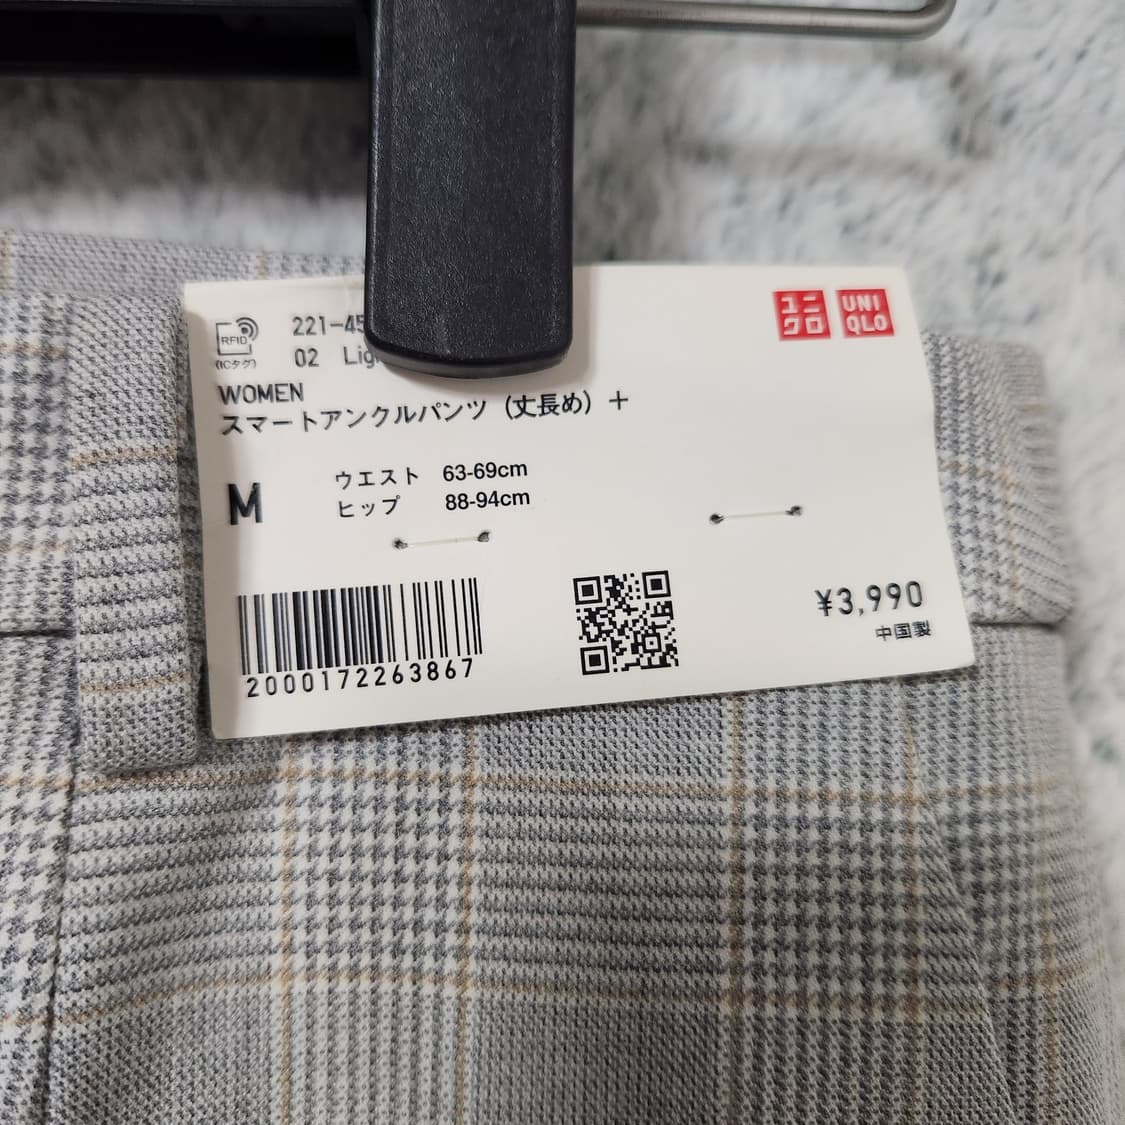 ユニ
クロ
UNI
QLO
RFID
(ICタグ)
221-45
02 Lig
WOMEN
スマートアンクルパンツ (丈長め) +
M
ウエスト 63-69cm
ヒップ 88-94cm
2000172263867
¥3,990
中国製